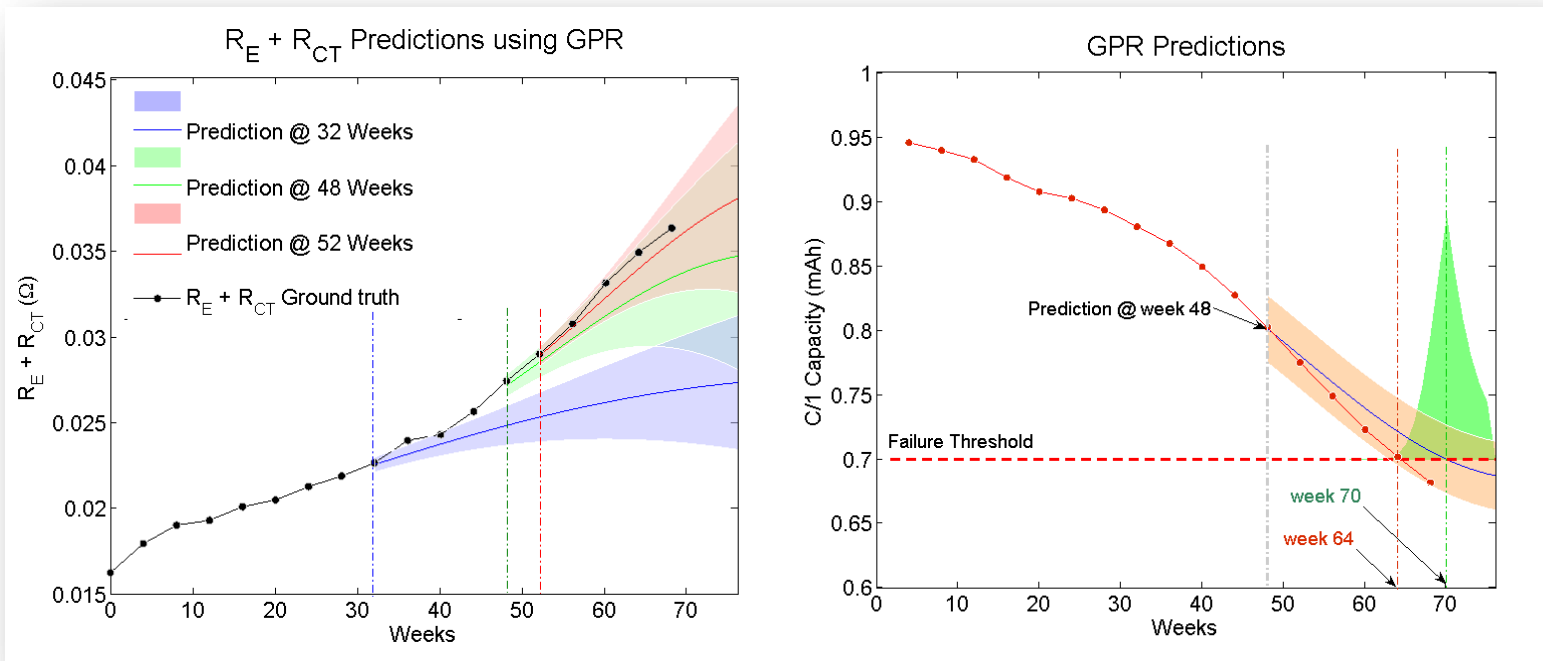 R_E + R_CT Predictions using GPR
0.045
0.04
0.035
0.03
0.025
0.02
0.015
R_E + R_CT (Ω)
Prediction @ 32 Weeks
Prediction @ 48 Weeks
Prediction @ 52 Weeks
R_E + R_CT Ground truth
0 10 20 30 40 50 60 70
Weeks
GPR Predictions
1
0.95
0.9
0.85
0.8
0.75
0.7
0.65
0.6
C/1 Capacity (mAh)
Prediction @ week 48
Failure Threshold
week 70
week 64
0 10 20 30 40 50 60 70
Weeks